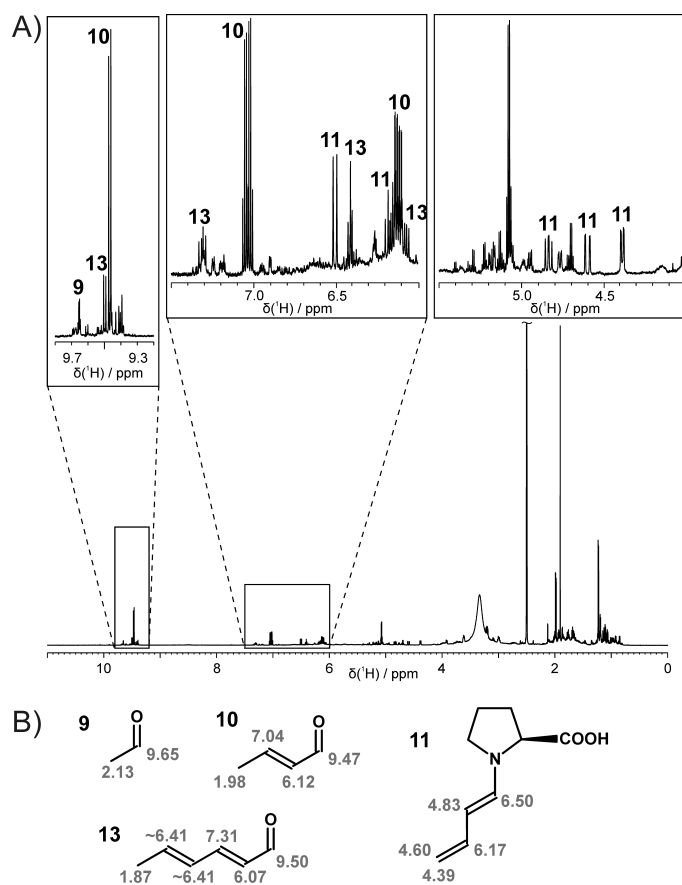 A)
10
13
9
9.7 9.3
δ(¹H) / ppm
10
10
11 13
11
13 13
7.0 6.5
δ(¹H) / ppm
11 11 11
5.0 4.5
δ(¹H) / ppm
~
10 8 6 4 2 0
δ(¹H) / ppm
B)
9
O
9.65
2.13
10
O
7.04
9.47
1.98 6.12
11
COOH
N
4.83 6.50
4.60 6.17
4.39
13
O
~6.41 7.31
9.50
1.87 ~6.41 6.07